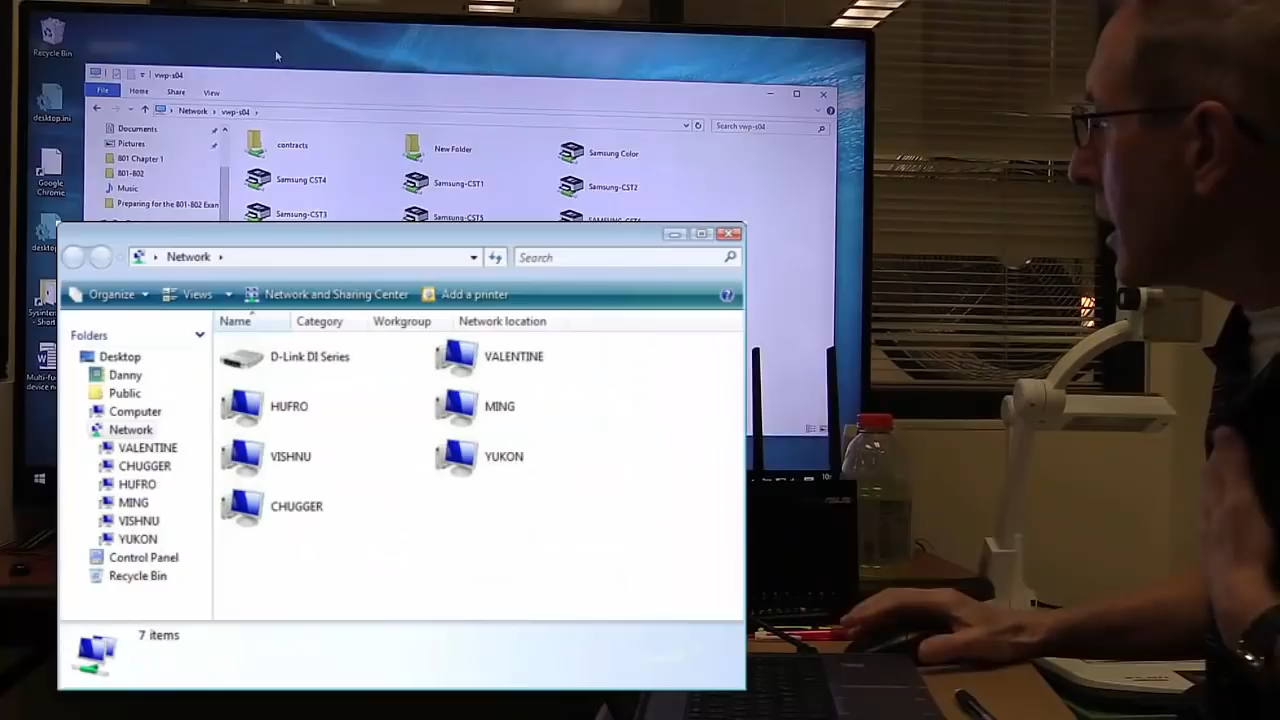 Recycle Bin
vwp-s04
File Home Share View
desktop.ini
Network vwp-s04
Search vwp-s04
Documents
Pictures
801 Chapter 1
801-802
Music
Preparing for the 801-802 Exam
contracts
New Folder
Samsung Color
Samsung CST4
Samsung-CST1
Samsung-CST2
Samsung-CST3
Samsung-CST5
Google
Chrome
Network
Search
Organize Views Network and Sharing Center Add a printer
Name Category Workgroup Network location
Folders
Desktop
Danny
Public
Computer
Network
VALENTINE
CHUGGER
HUFRO
MING
VISHNU
YUKON
Control Panel
Recycle Bin
D-Link DI Series
VALENTINE
HUFRO
MING
VISHNU
YUKON
CHUGGER
7 items
ASUS